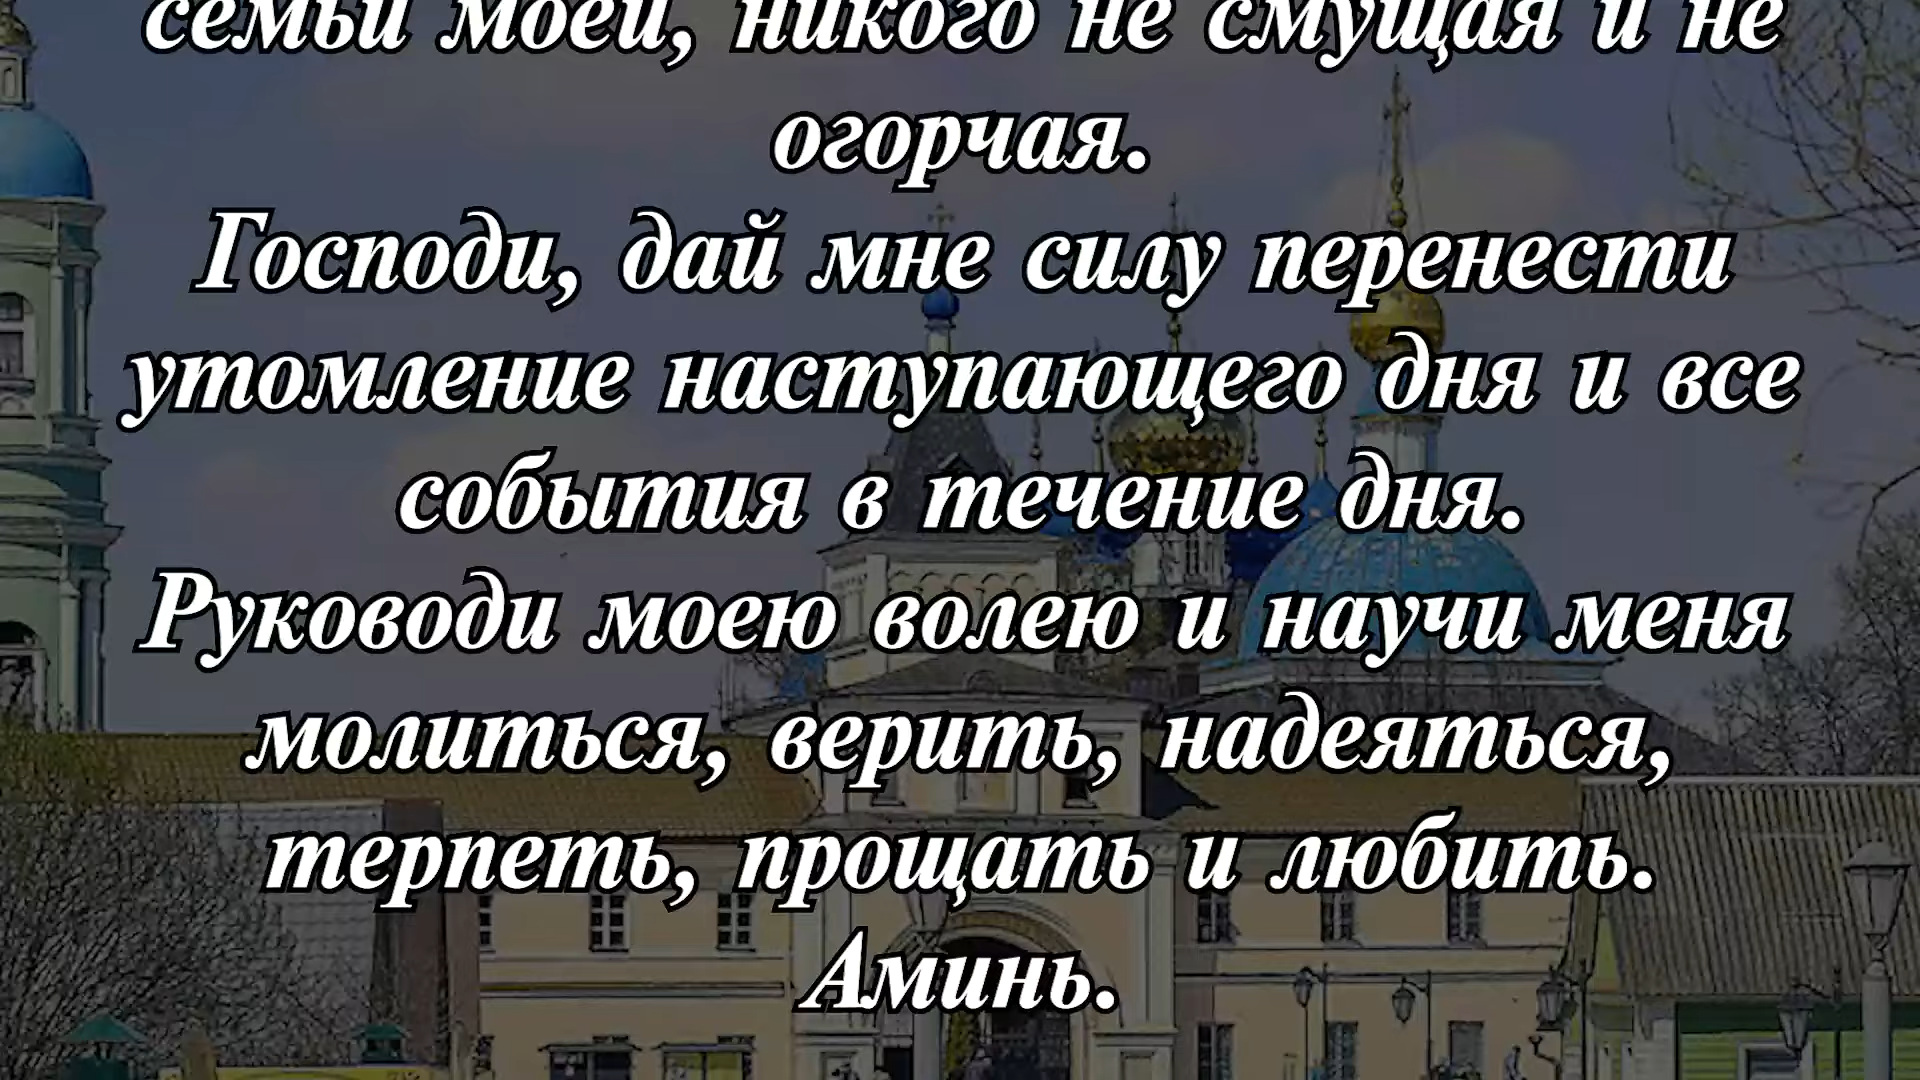 семьи моей, никого не смущая и не
огорчая.
Господи, дай мне силу перенести
утомление наступающего дня и все
события в течение дня.
Руководи моею волею и научи меня
молиться, верить, надеяться,
терпеть, прощать и любить.
Аминь.